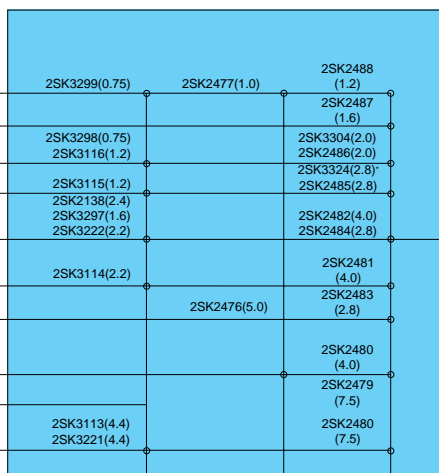 2SK3299(0.75) 2SK2477(1.0) 2SK2488
(1.2)
2SK2487
(1.6)
2SK3298(0.75) 2SK3304(2.0)
2SK3116(1.2) 2SK2486(2.0)
2SK3324(2.8)*
2SK3115(1.2) 2SK2485(2.8)
2SK2138(2.4)
2SK3297(1.6) 2SK2482(4.0)
2SK3222(2.2) 2SK2484(2.8)
2SK2481
2SK3114(2.2) (4.0)
2SK2483
2SK2476(5.0) (2.8)
2SK2480
(4.0)
2SK2479
(7.5)
2SK3113(4.4) 2SK2480
2SK3221(4.4) (7.5)